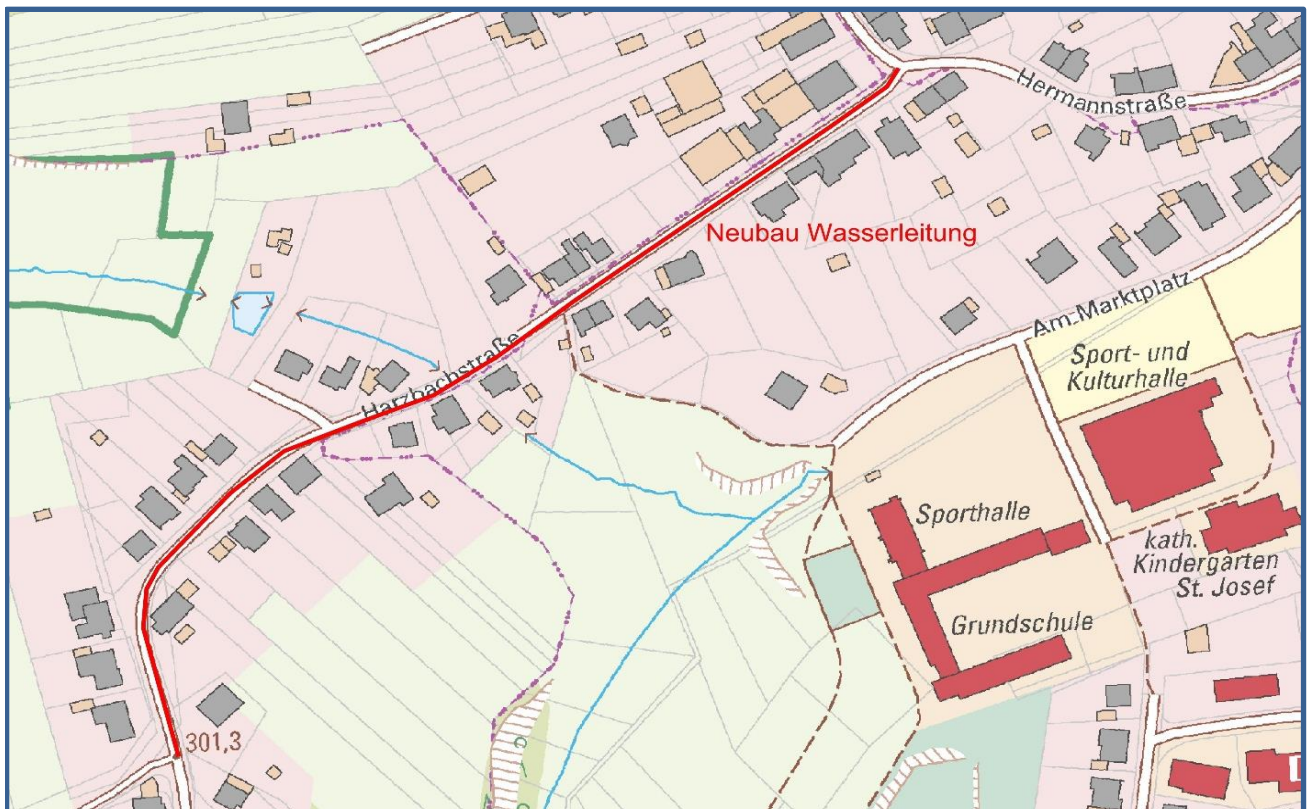 Hermannstraße
Neubau Wasserleitung
Am Marktplatz
Harzbachstraße
Sport- und
Kulturhalle
Sporthalle
kath.
Kindergarten
St. Josef
Grundschule
301,3